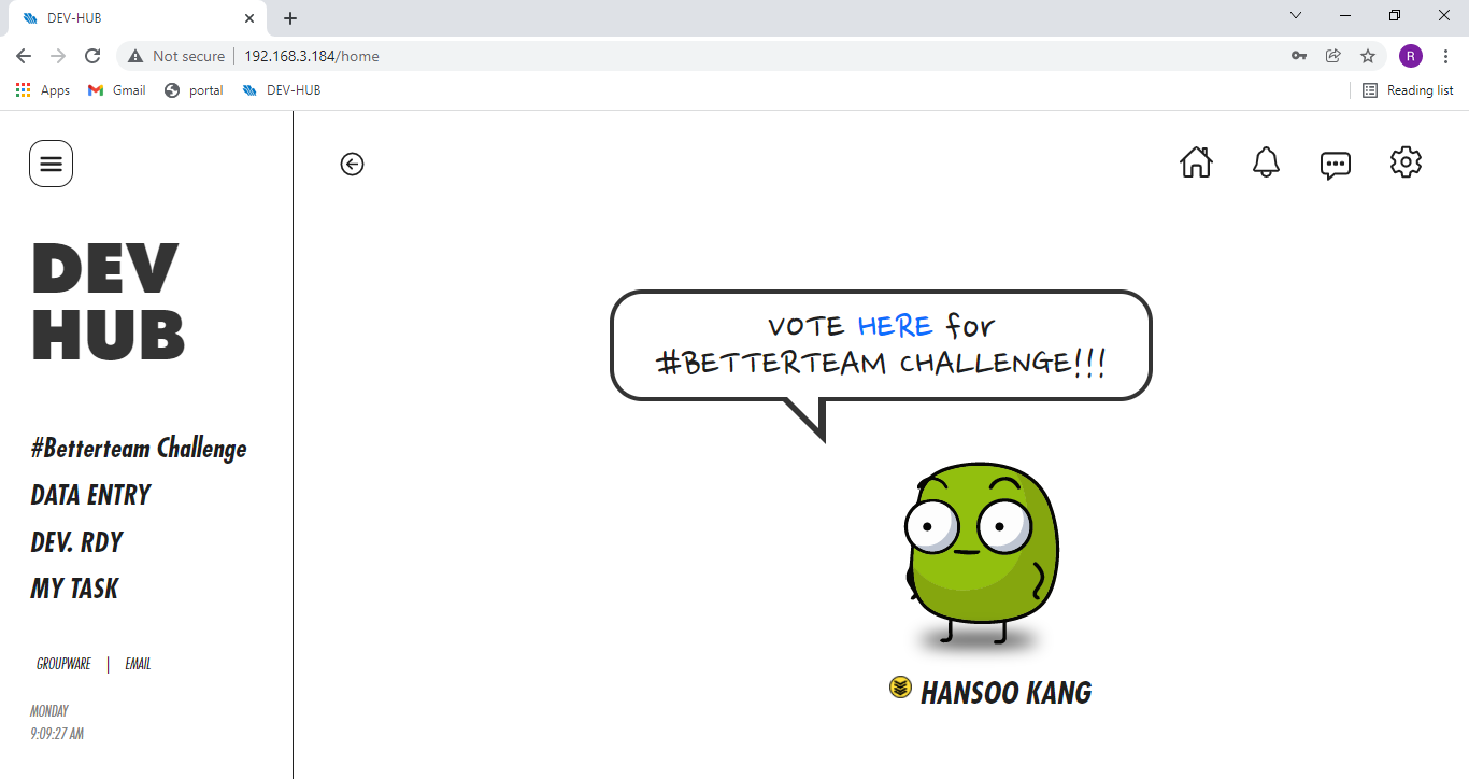 DEV-HUB
Not secure
192.168.3.184/home
R
Apps
Gmail
portal
DEV-HUB
Reading list
DEV
HUB
#Betterteam Challenge
DATA ENTRY
DEV. RDY
MY TASK
GROUPWARE | EMAIL
MONDAY
9:09:27 AM
VOTE HERE for
#BETTERTEAM CHALLENGE!!!
HANSOO KANG